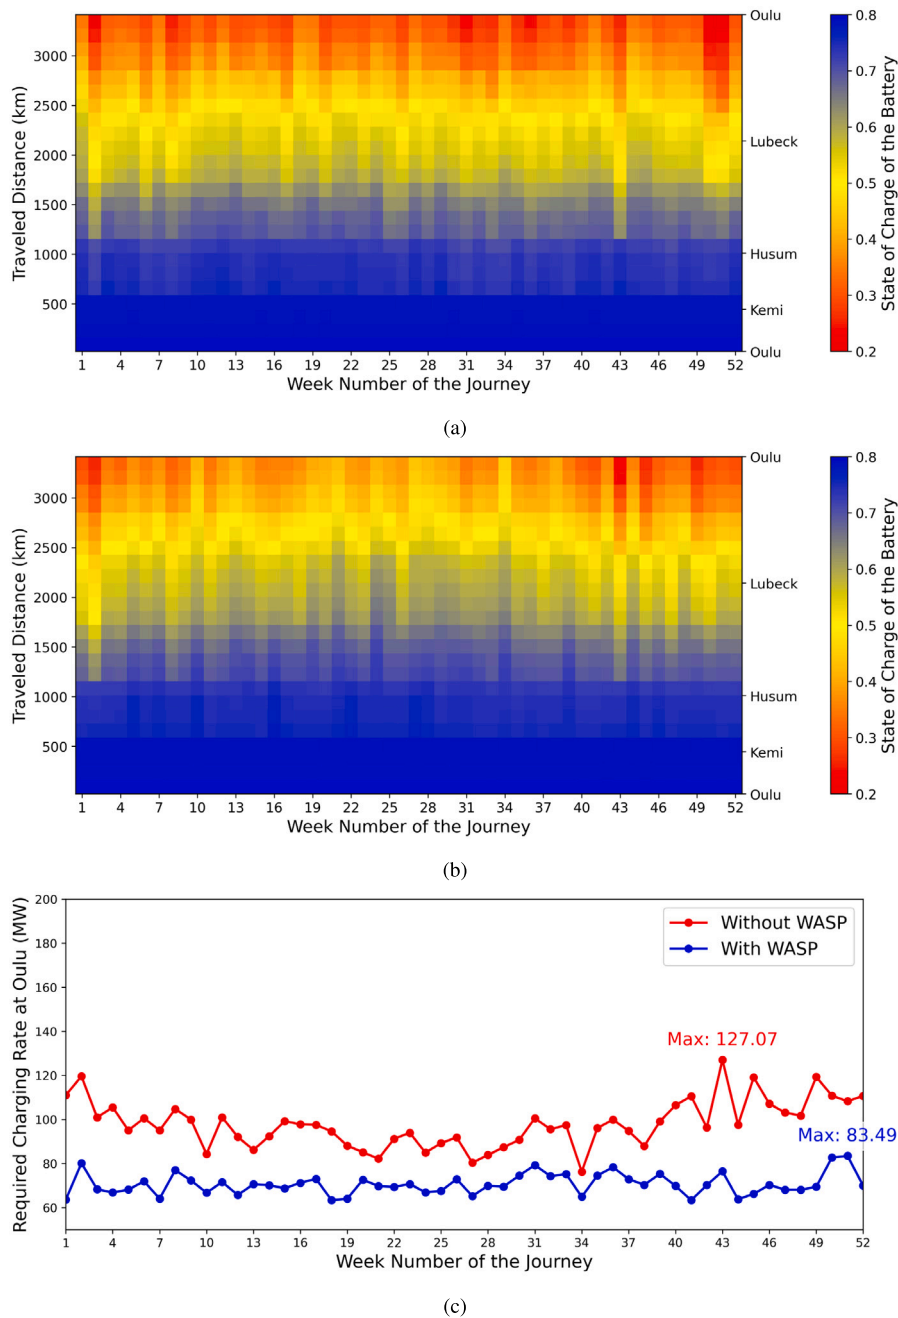 Oulu
0.8
3000
0.7
2500
0.6
Lubeck
2000
0.5
1500
0.4
Husum
1000
0.3
Kemi
500
Oulu
0.2
Traveled Distance (km)
State of Charge of the Battery
1 4 7 10 13 16 19 22 25 28 31 34 37 40 43 46 49 52
Week Number of the Journey
(a)
Oulu
0.8
3000
0.7
2500
0.6
Lubeck
2000
0.5
1500
0.4
Husum
1000
0.3
Kemi
500
Oulu
0.2
Traveled Distance (km)
State of Charge of the Battery
1 4 7 10 13 16 19 22 25 28 31 34 37 40 43 46 49 52
Week Number of the Journey
(b)
Required Charging Rate at Oulu (MW)
200
Without WASP
180
With WASP
160
140
Max: 127.07
120
100
Max: 83.49
80
60
1 4 7 10 13 16 19 22 25 28 31 34 37 40 43 46 49 52
Week Number of the Journey
(c)